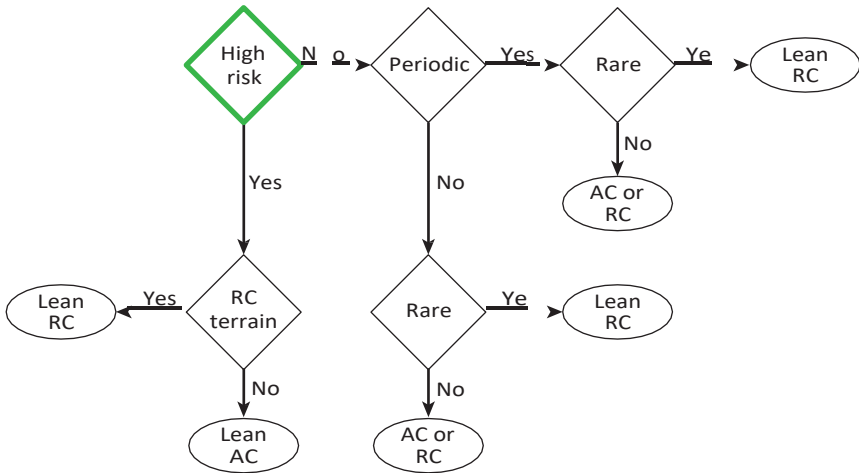 High
risk
N o
Periodic
Yes
Rare
Ye
Lean
RC
No
AC or
RC
Yes
No
Lean
RC
Yes
RC
terrain
Rare
Ye
Lean
RC
No
No
Lean
AC
AC or
RC